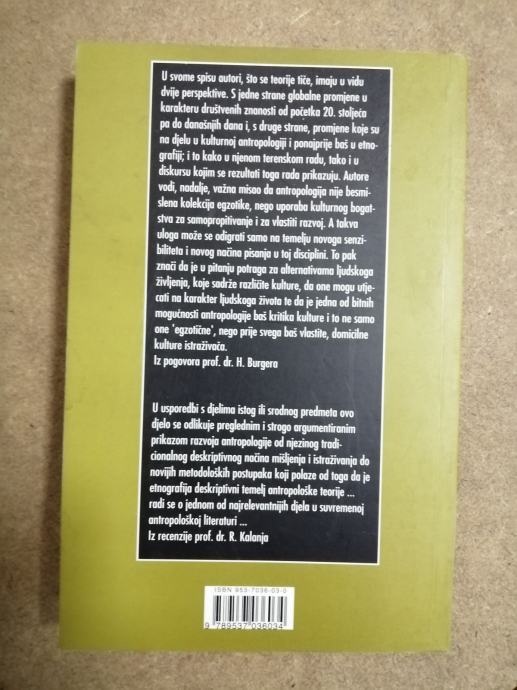 U svome spisu autori, što se teorije tiče, imaju u vidu
dvije perspektive. S jedne strane globalne promjene u
karakteru društvenih znanosti od početka 20. stoljeća
pa do današnjih dana i, s druge strane, promjene koje su
na djelu u kulturnoj antropologiji i ponajprije baš u etno-
grafiji; i to kako u njenom terenskom radu, tako i u
diskursu kojim se rezultati toga rada prikazuju. Autore
vodi, nadalje, važna misao da antropologija nije besmi-
slena kolekcija egzotike, nego uporaba kulturnog bogat-
stva za samopropitivanje i za vlastiti razvoj. A takva
uloga može se odigrati samo na temelju novoga senzi-
biliteta i novog načina pisanja u toj disciplini. To pak
znači da je u pitanju potraga za alternativama ljudskoga
življenja, koje sadrže različite kulture, da one mogu utje-
cati na karakter ljudskoga života te da je jedna od bitnih
mogućnosti antropologije baš kritika kulture i to ne samo
one 'egzotične', nego prije svega baš vlastite, domicilne
kulture istraživača.
Iz pogovora prof. dr. H. Burgera
U usporedbi s djelima istog ili srodnog predmeta ovo
djelo se odlikuje preglednim i strogo argumentiranim
prikazom razvoja antropologije od njezinog tradi-
cionalnog deskriptivnog načina mišljenja i istraživanja do
novijih metodoloških postupaka koji polaze od toga da je
etnografija deskriptivni temelj antropološke teorije ...
radi se o jednom od najrelevantnijih djela u suvremenoj
antropološkoj literaturi ...
Iz recenzije prof. dr. R. Kalanja
ISBN 953-7036-03-0
9 789537 036034